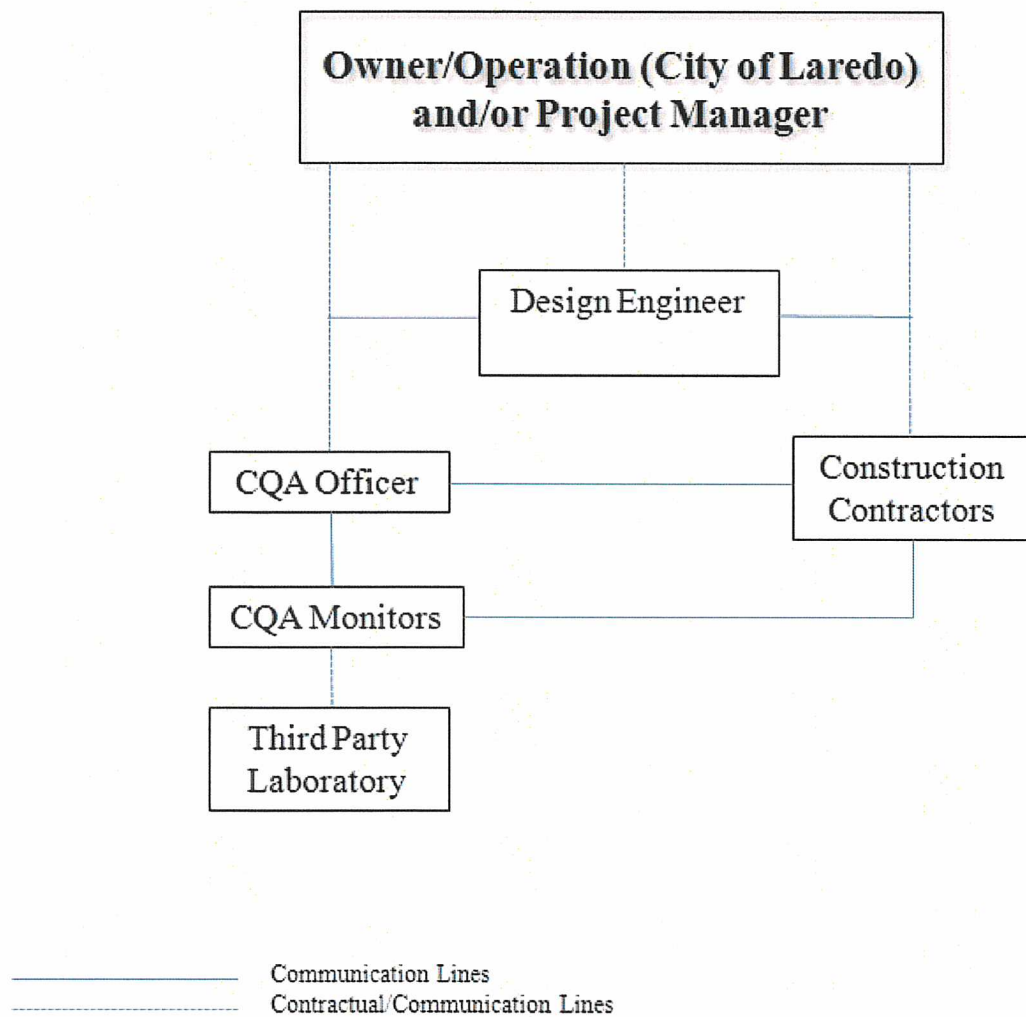 Owner/Operation (City of Laredo)
and/or Project Manager
Design Engineer
CQA Officer
Construction
Contractors
CQA Monitors
Third Party
Laboratory
Communication Lines
Contractual/Communication Lines